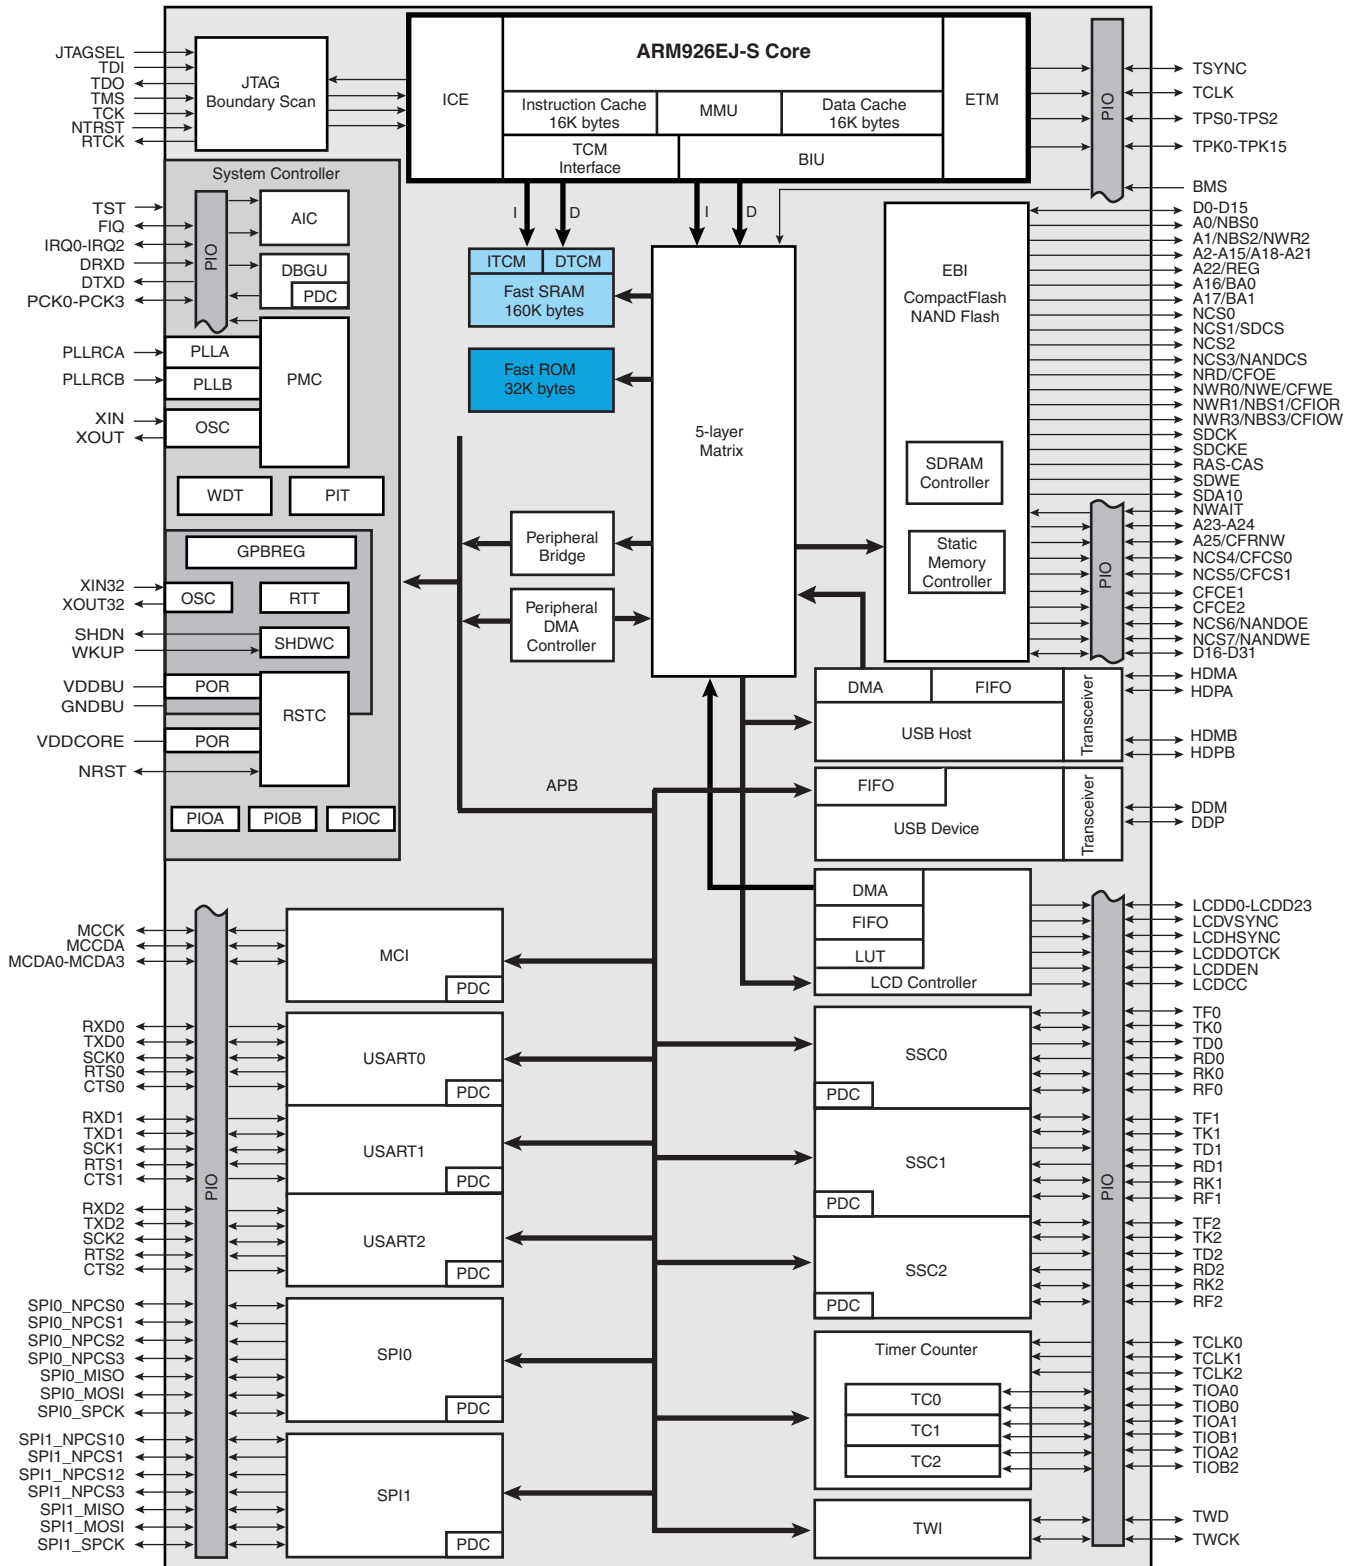 JTAGSEL
TDI
TDO
TMS
TCK
NTRST
RTCK
JTAG
Boundary Scan
ICE
ARM926EJ-S Core
Instruction Cache
16K bytes
MMU
Data Cache
16K bytes
TCM
Interface
BIU
ETM
PIO
TSYNC
TCLK
TPS0-TPS2
TPK0-TPK15
BMS
System Controller
TST
FIQ
IRQ0-IRQ2
DRXD
DTXD
PCK0-PCK3
PIO
AIC
DBGU
PDC
PLLRCA
PLLRCB
XIN
XOUT
PLLA
PLLB
OSC
PMC
WDT
PIT
GPBREG
XIN32
XOUT32
OSC
RTT
SHDN
WKUP
SHDWC
VDDBU
GNDBU
POR
RSTC
VDDCORE
POR
NRST
PIOA
PIOB
PIOC
I
D
I
D
ITCM
DTCM
Fast SRAM
160K bytes
Fast ROM
32K bytes
5-layer
Matrix
Peripheral
Bridge
Peripheral
DMA
Controller
APB
EBI
CompactFlash
NAND Flash
SDRAM
Controller
Static
Memory
Controller
D0-D15
A0/NBS0
A1/NBS2/NWR2
A2-A15/A18-A21
A22/REG
A16/BA0
A17/BA1
NCS0
NCS1/SDCS
NCS2
NCS3/NANDCS
NRD/CFOE
NWR0/NWE/CFWE
NWR1/NBS1/CFIOR
NWR3/NBS3/CFIOW
SDCK
SDCKE
RAS-CAS
SDWE
SDA10
PIO
NWAIT
A23-A24
A25/CFRNW
NCS4/CFCS0
NCS5/CFCS1
CFCE1
CFCE2
NCS6/NANDOE
NCS7/NANDWE
D16-D31
DMA
FIFO
USB Host
Transceiver
HDMA
HDPA
HDMB
HDPB
FIFO
USB Device
Transceiver
DDM
DDP
DMA
FIFO
LUT
LCD Controller
LCDD0-LCDD23
LCDVSYNC
LCDHSYNC
LCDDOTCK
LCDDEN
LCDCC
MCCK
MCCDA
MCDA0-MCDA3
MCI
PDC
RXD0
TXD0
SCK0
RTS0
CTS0
USART0
PDC
RXD1
TXD1
SCK1
RTS1
CTS1
PIO
USART1
PDC
RXD2
TXD2
SCK2
RTS2
CTS2
USART2
PDC
SPI0_NPCS0
SPI0_NPCS1
SPI0_NPCS2
SPI0_NPCS3
SPI0_MISO
SPI0_MOSI
SPI0_SPCK
SPI0
PDC
SPI1_NPCS10
SPI1_NPCS1
SPI1_NPCS12
SPI1_NPCS3
SPI1_MISO
SPI1_MOSI
SPI1_SPCK
SPI1
PDC
SSC0
PDC
TF0
TK0
TD0
RD0
RK0
RF0
SSC1
PDC
PIO
TF1
TK1
TD1
RD1
RK1
RF1
SSC2
PDC
TF2
TK2
TD2
RD2
RK2
RF2
Timer Counter
TC0
TC1
TC2
TCLK0
TCLK1
TCLK2
TIOA0
TIOB0
TIOA1
TIOB1
TIOA2
TIOB2
TWI
TWD
TWCK